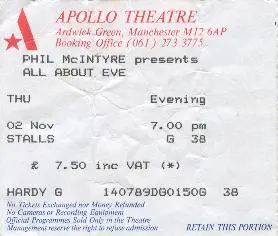 APOLLO THEATRE
Ardwick Green, Manchester M12 6AP
Booking Office (061) 273 3775
PHIL McINTYRE presents
ALL ABOUT EVE
THU Evening
02 Nov 7.00 pm
STALLS G 38
£ 7.50 inc VAT (*)
HARDY G 140789DG0150G 38
No Tickets Exchanged nor Money Refunded
No Cameras or Recording Equipment
Official Programmes Sold Only in the Theatre
Management reserve the right to refuse admission RETAIN THIS PORTION